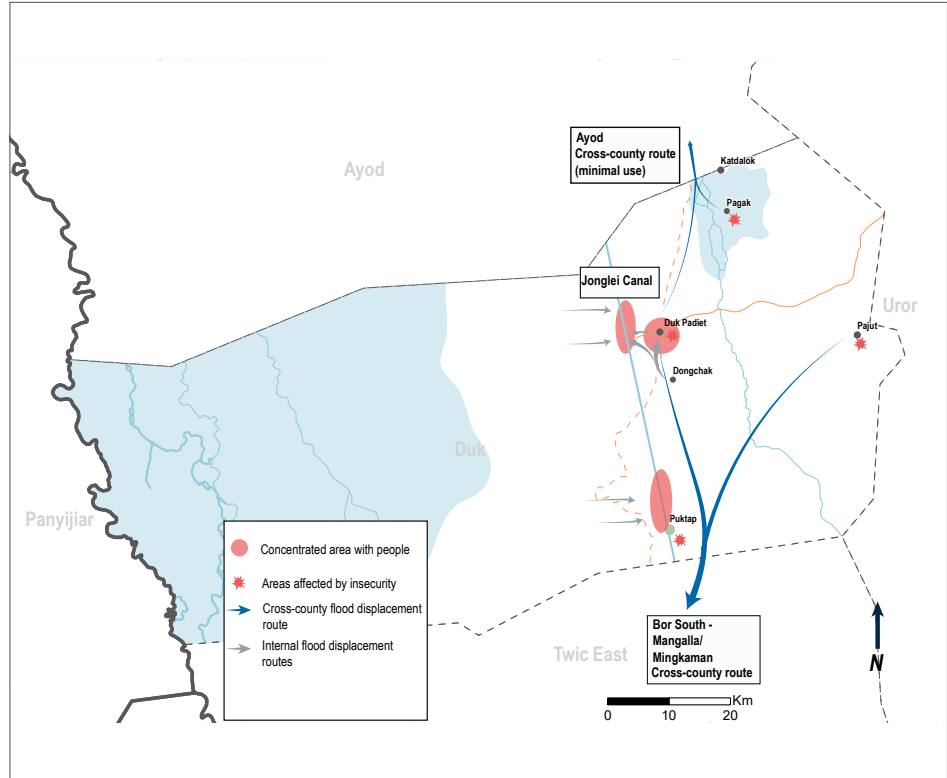 Ayod
Cross-county route
(minimal use)
Katdalok
Ayod
Pagak
Jonglei Canal
Uror
Duk Padiet
Pajut
Dongchak
Duk
Panyijiar
Puktap
Concentrated area with people
Areas affected by insecurity
Cross-county flood displacement
route
Internal flood displacement
routes
Twic East
Bor South -
Mangalla/
Mingkaman
Cross-county route
N
Km
0 10 20